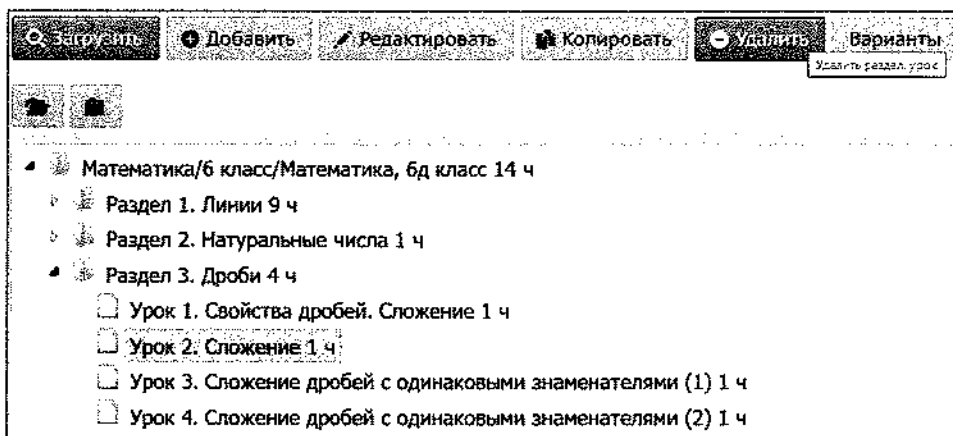 Загрузить Добавить Редактировать Копировать Удалить Варианты
Удалить раздел, урок
Математика/6 класс/Математика, 6д класс 14 ч
Раздел 1. Линии 9 ч
Раздел 2. Натуральные числа 1 ч
Раздел 3. Дроби 4 ч
Урок 1. Свойства дробей. Сложение 1 ч
Урок 2. Сложение 1 ч
Урок 3. Сложение дробей с одинаковыми знаменателями (1) 1 ч
Урок 4. Сложение дробей с одинаковыми знаменателями (2) 1 ч